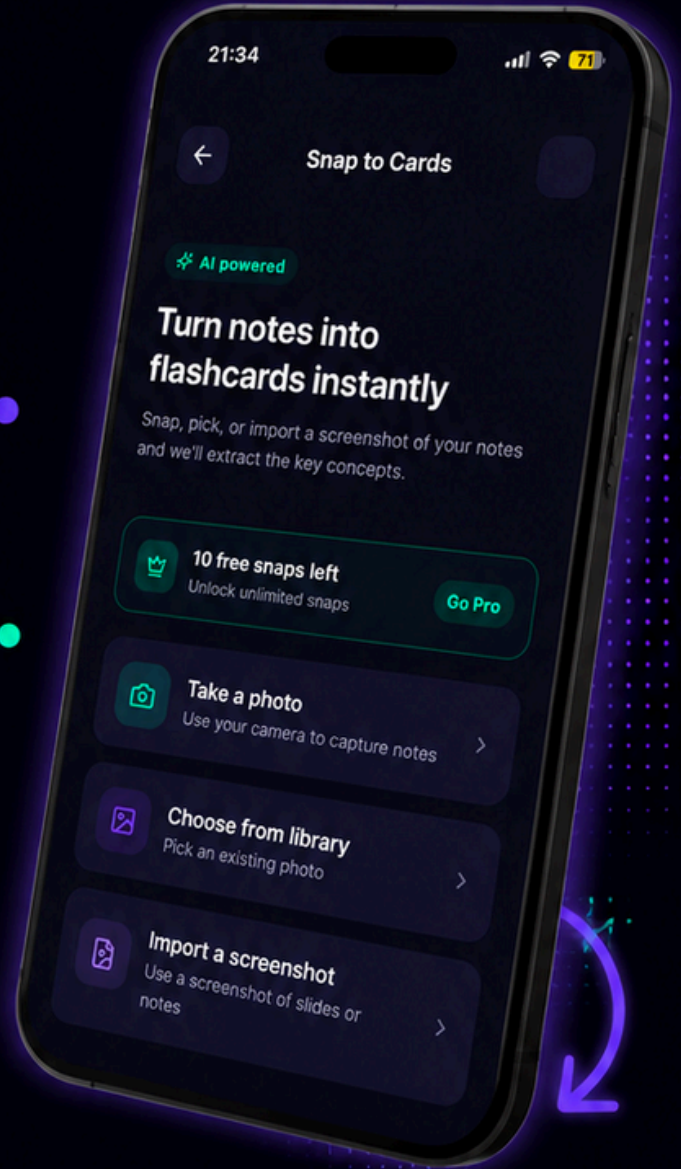 21:34
71
Snap to Cards
AI powered
Turn notes into
flashcards instantly
Snap, pick, or import a screenshot of your notes
and we'll extract the key concepts.
10 free snaps left
Unlock unlimited snaps
Go Pro
Take a photo
Use your camera to capture notes
Choose from library
Pick an existing photo
Import a screenshot
Use a screenshot of slides or
notes